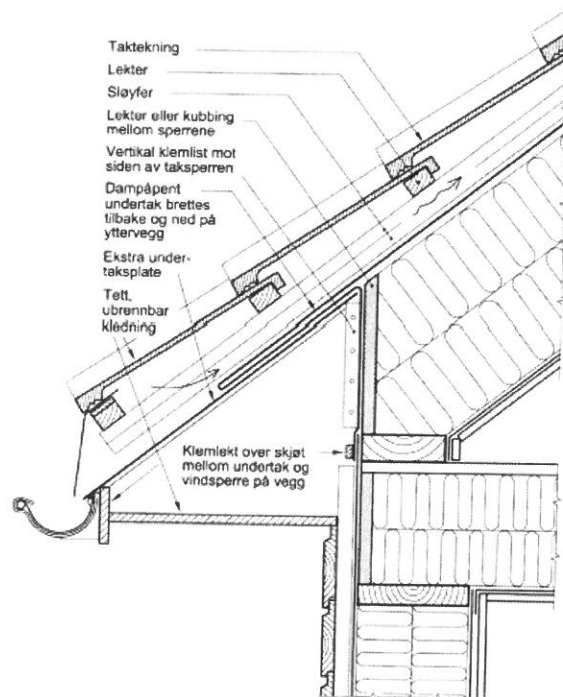 Taktekning
Lekter
Sløyfer
Lekter eller kubbing
mellom sperrene
Vertikal klemlist mot
siden av taksperren
Dampåpent
undertak brettes
tilbake og ned på
yttervegg
Ekstra under-
taksplate
Tett,
ubrennbar
kledning
Klemlekt over skjøt
mellom undertak og
vindsperre på vegg